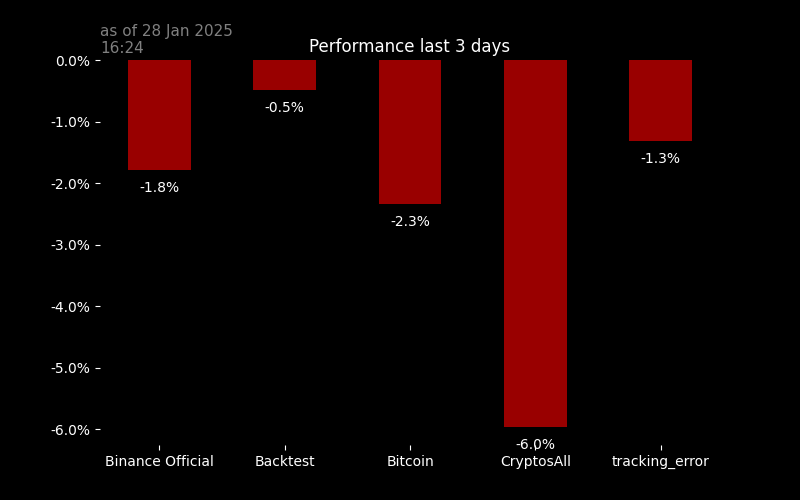 as of 28 Jan 2025
16:24
Performance last 3 days
0.0%
-1.0%
-2.0%
-3.0%
-4.0%
-5.0%
-6.0%
-1.8%
-0.5%
-2.3%
-6.0%
-1.3%
Binance Official
Backtest
Bitcoin
CryptosAll
tracking_error